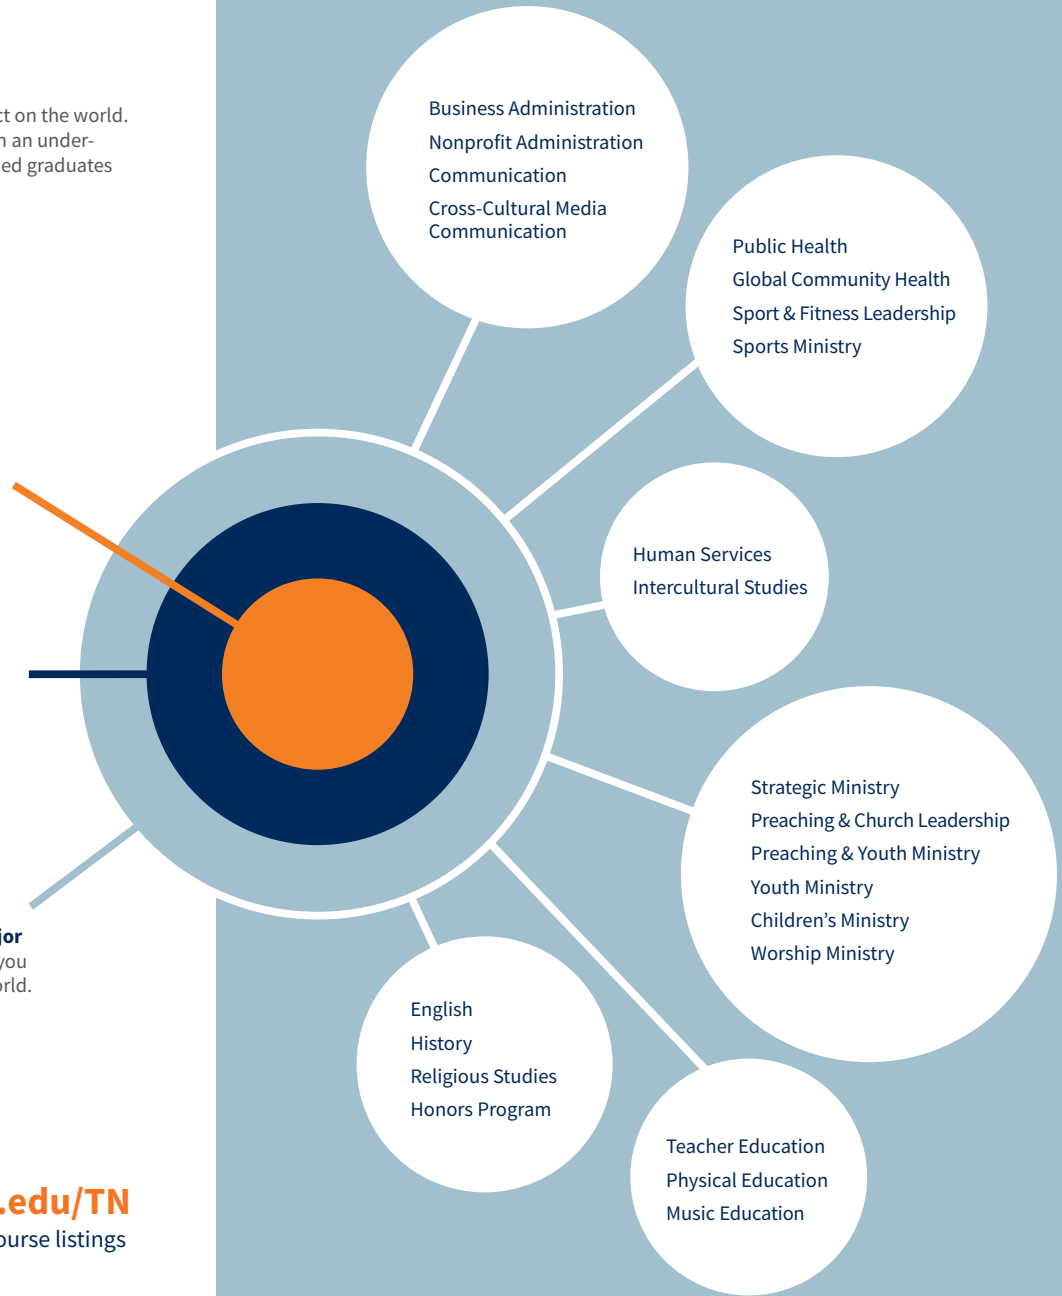 ct on the world.
n an under-
ed graduates
Business Administration
Nonprofit Administration
Communication
Cross-Cultural Media
Communication
Public Health
Global Community Health
Sport & Fitness Leadership
Sports Ministry
Human Services
Intercultural Studies
Strategic Ministry
Preaching & Church Leadership
Preaching & Youth Ministry
Youth Ministry
Children’s Ministry
Worship Ministry
jor
you
orld.
English
History
Religious Studies
Honors Program
Teacher Education
Physical Education
Music Education
.edu/TN
ourse listings